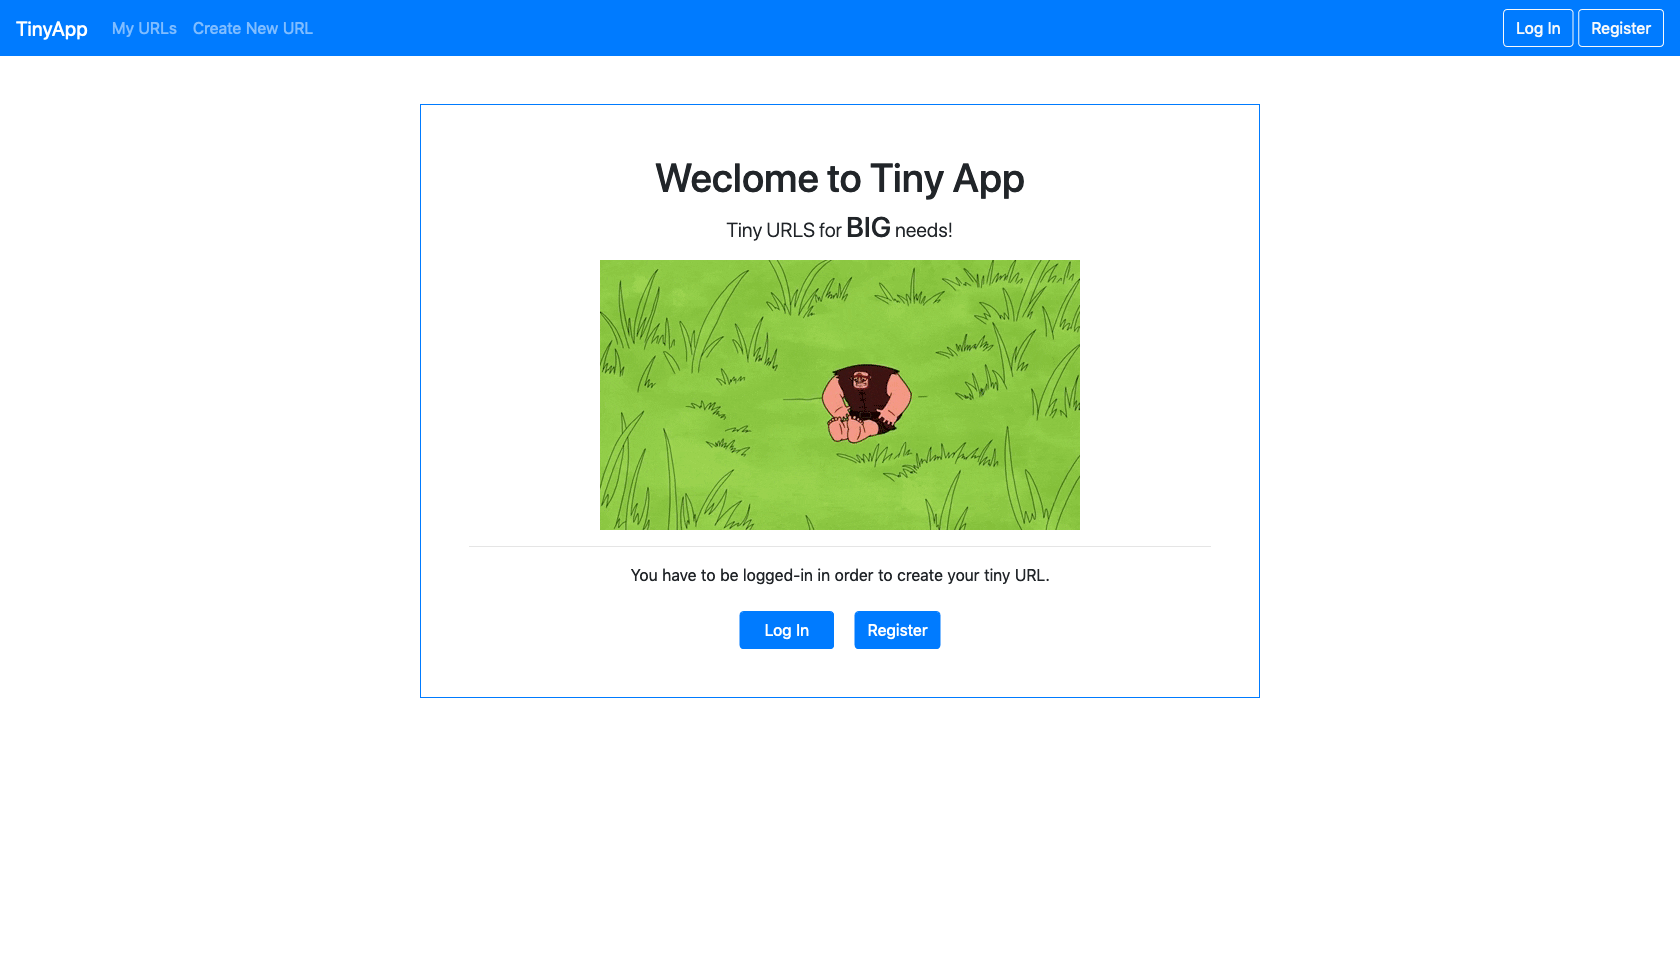 TinyApp My URLs Create New URL Log In Register
Weclome to Tiny App
Tiny URLS for BIG needs!
You have to be logged-in in order to create your tiny URL.
Log In Register